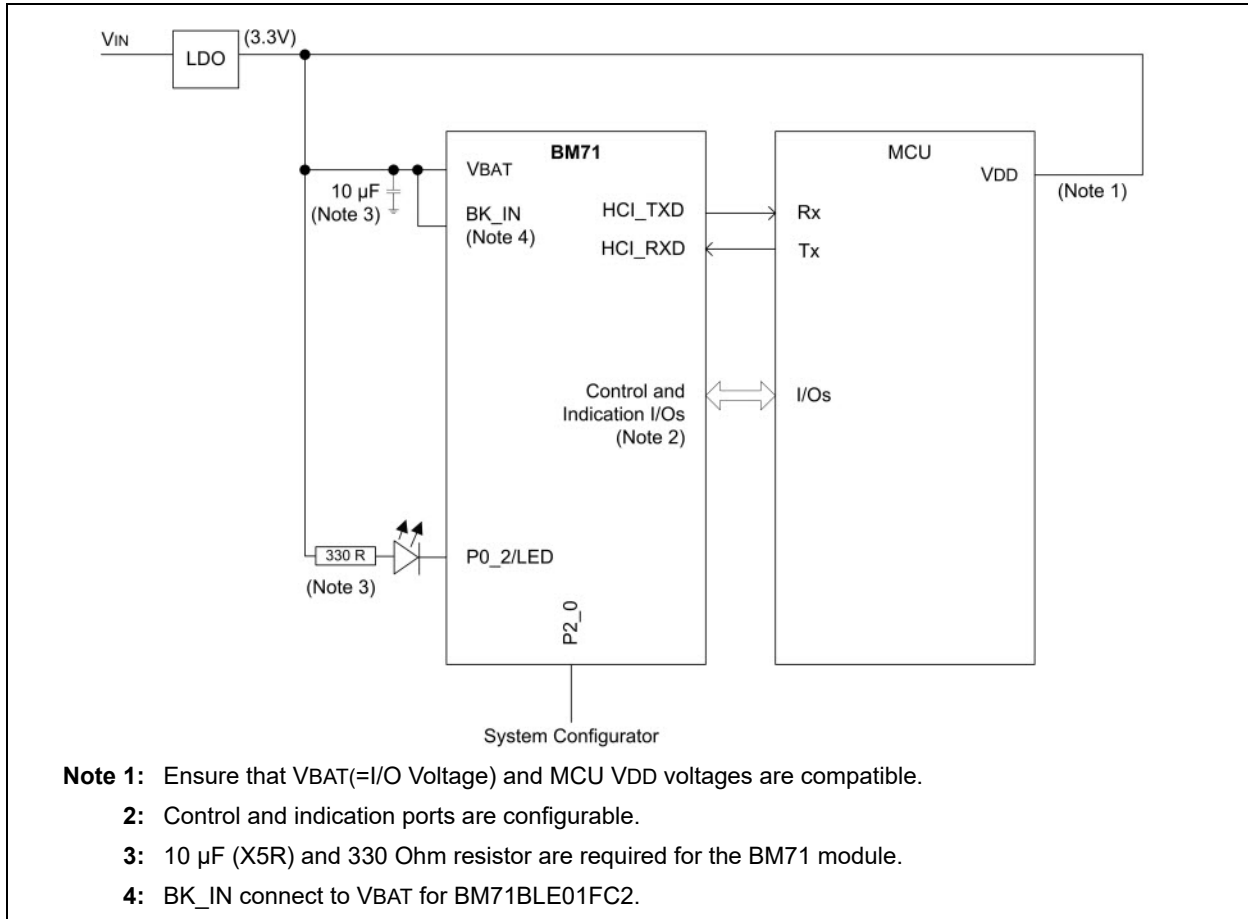 VIN
LDO
(3.3V)
BM71
MCU
VBAT
VDD
(Note 1)
10 µF
(Note 3)
BK_IN
(Note 4)
HCI_TXD
Rx
HCI_RXD
Tx
Control and
Indication I/Os
(Note 2)
I/Os
330 R
(Note 3)
P0_2/LED
P2_0
System Configurator
Note 1: Ensure that VBAT(=I/O Voltage) and MCU VDD voltages are compatible.
2: Control and indication ports are configurable.
3: 10 µF (X5R) and 330 Ohm resistor are required for the BM71 module.
4: BK_IN connect to VBAT for BM71BLE01FC2.